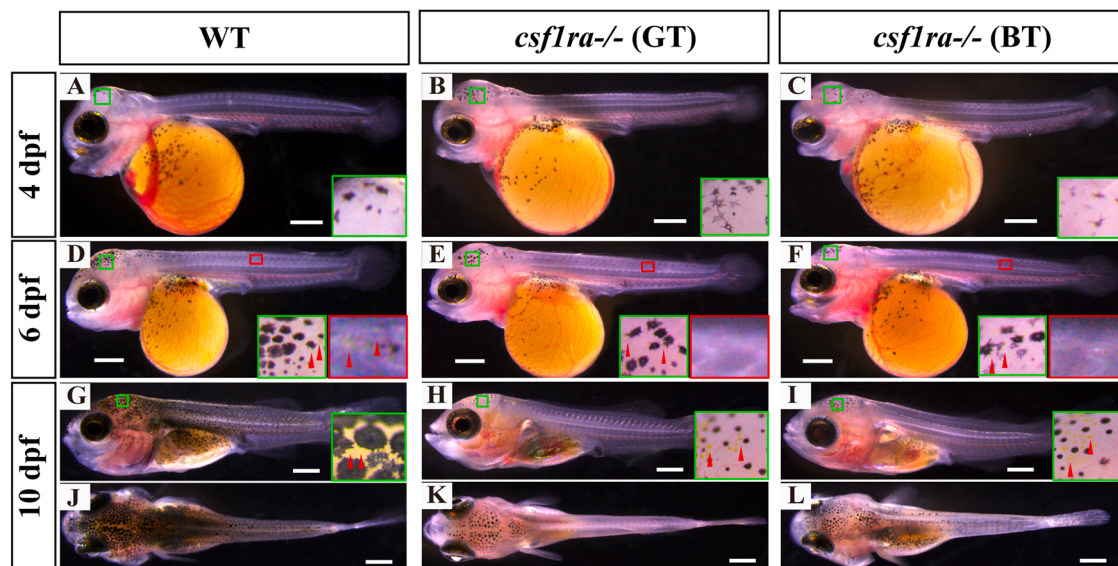 WT
csf1ra-/- (GT)
csf1ra-/- (BT)
4 dpf
A
B
C
6 dpf
D
E
F
10 dpf
G
H
I
J
K
L